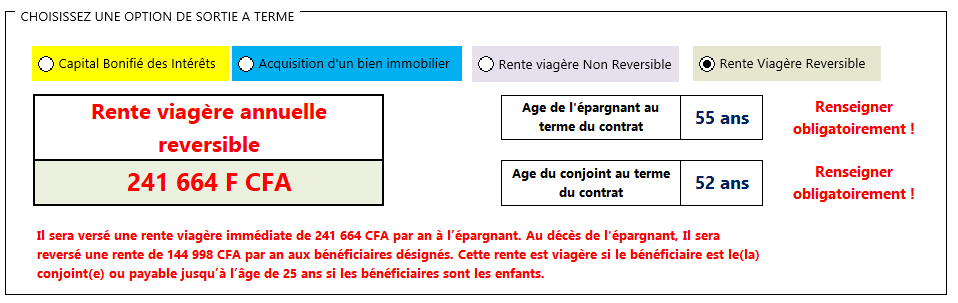 CHOISISSEZ UNE OPTION DE SORTIE A TERME
Capital Bonifié des Intérêts
Acquisition d'un bien immobilier
Rente viagère Non Reversible
Rente Viagère Reversible
Rente viagère annuelle
reversible
241 664 F CFA
Age de l'épargnant au
terme du contrat
55 ans
Renseigner
obligatoirement !
Age du conjoint au terme
du contrat
52 ans
Renseigner
obligatoirement !
Il sera versé une rente viagère immédiate de 241 664 CFA par an à l’épargnant. Au décès de l'épargnant, Il sera
reversé une rente de 144 998 CFA par an aux bénéficiaires désignés. Cette rente est viagère si le bénéficiaire est le(la)
conjoint(e) ou payable jusqu’à l’âge de 25 ans si les bénéficiaires sont les enfants.